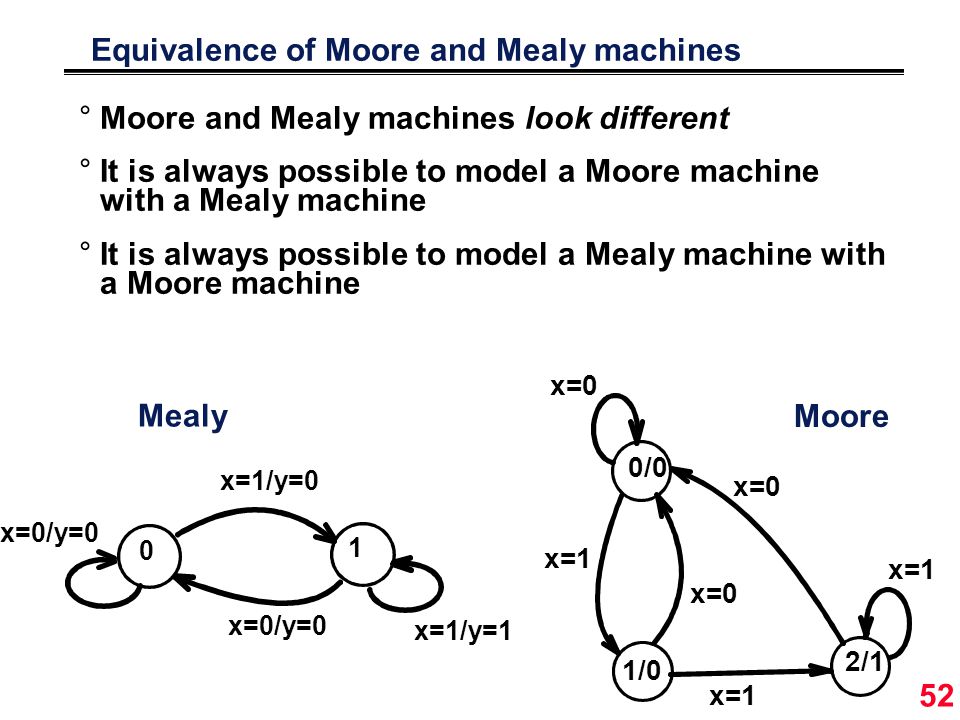 Equivalence of Moore and Mealy machines
° Moore and Mealy machines look different
° It is always possible to model a Moore machine
with a Mealy machine
° It is always possible to model a Mealy machine with
a Moore machine
Mealy
x=1/y=0
x=0/y=0
0
1
x=0/y=0
x=1/y=1
x=0
Moore
0/0
x=0
x=1
x=0
x=1
1/0
2/1
x=1
52